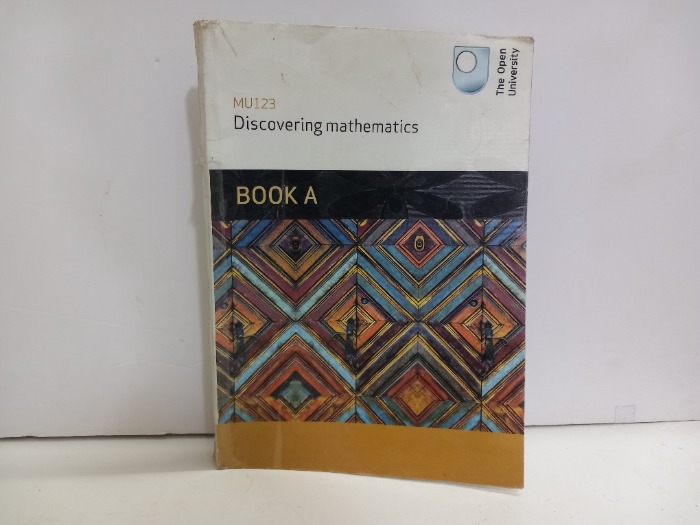 The Open
University
MU123
Discovering mathematics
BOOK A